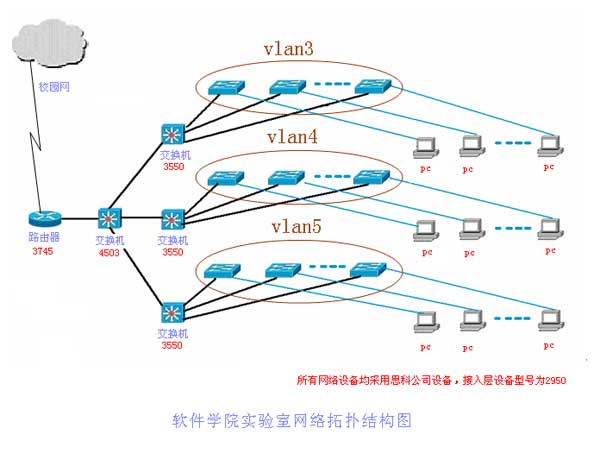 vlan3
校园网
pc
pc
pc
交换机
3550
vlan4
路由器
3745
交换机
4503
交换机
3550
pc
pc
pc
vlan5
交换机
3550
pc
pc
pc
所有网络设备均采用思科公司设备，接入层设备型号为2950
软件学院实验室网络拓扑结构图